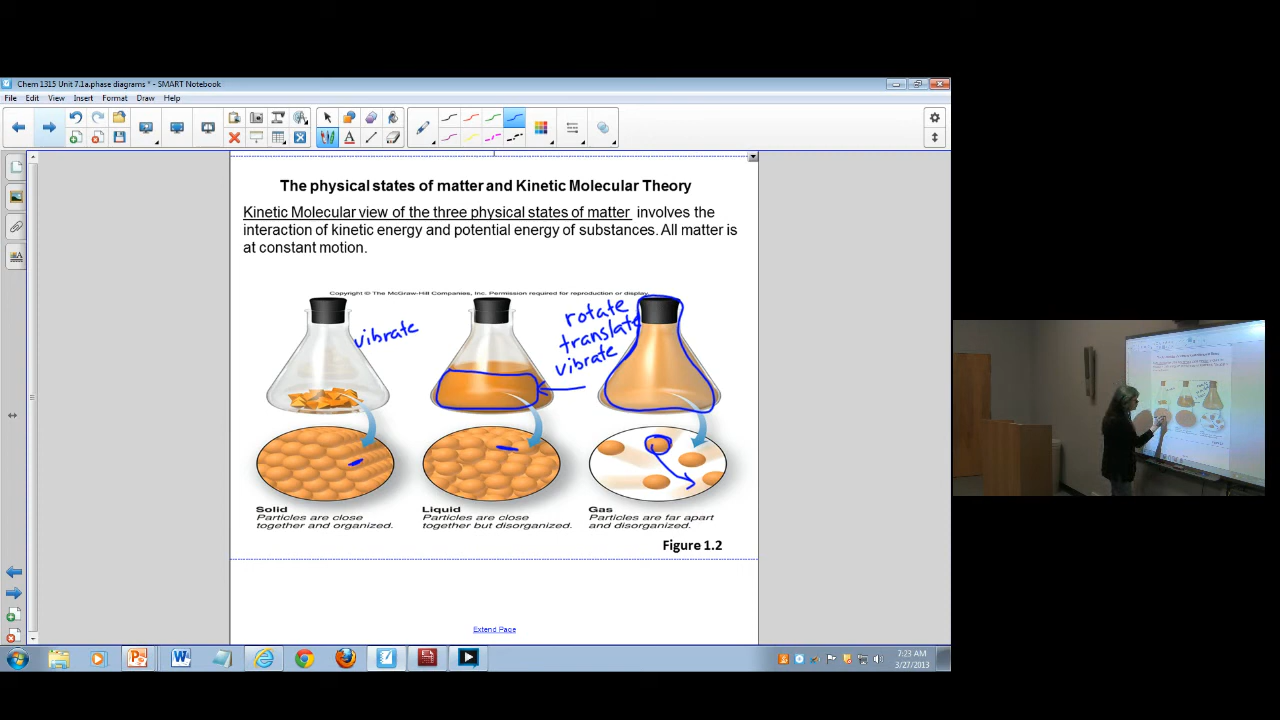 Chem 1315 Unit 7.1a.phase diagrams * - SMART Notebook
File Edit View Insert Format Draw Help
The physical states of matter and Kinetic Molecular Theory
Kinetic Molecular view of the three physical states of matter involves the
interaction of kinetic energy and potential energy of substances. All matter is
at constant motion.
Copyright © The McGraw-Hill Companies, Inc. Permission required for reproduction or display.
vibrate
rotate
translate
vibrate
Solid
Particles are close
together and organized.
Liquid
Particles are close
together but disorganized.
Gas
Particles are far apart
and disorganized.
Figure 1.2
Extend Page
7:23 AM
3/27/2013